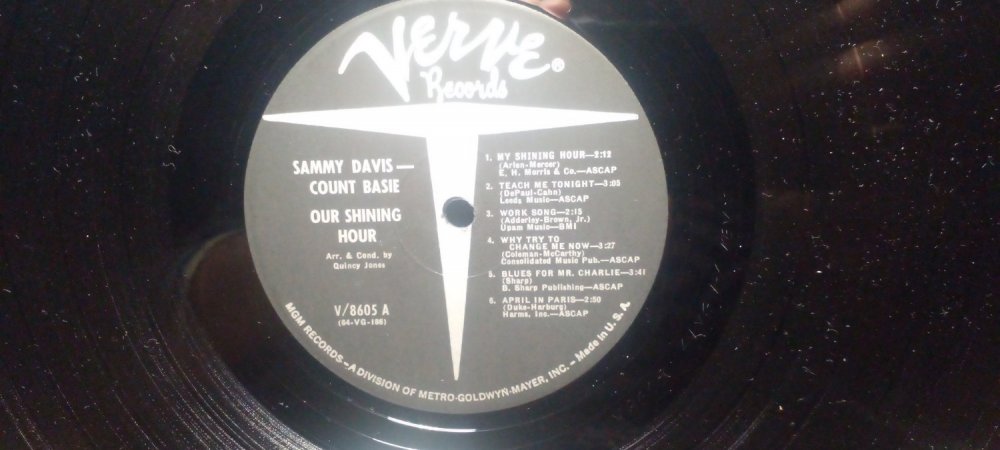 Verve®
Records
SAMMY DAVIS—
COUNT BASIE
OUR SHINING
HOUR
Arr. & Cond. by
Quincy Jones
V/8605 A
(64-VG-186)
1. MY SHINING HOUR—2:12
(Arlen-Mercer)
E. H. Morris & Co.—ASCAP
2. TEACH ME TONIGHT—3:05
(DePaul-Cahn)
Leeds Music—ASCAP
3. WORK SONG—2:15
(Adderley-Brown, Jr.)
Upam Music—BMI
4. WHY TRY TO
CHANGE ME NOW—3:27
(Coleman-McCarthy)
Consolidated Music Pub.—ASCAP
5. BLUES FOR MR. CHARLIE—3:41
(Sharp)
B. Sharp Publishing—ASCAP
6. APRIL IN PARIS—2:50
(Duke-Harburg)
Harms, Inc.—ASCAP
MGM RECORDS—A DIVISION OF METRO-GOLDWYN-MAYER, INC.—Made in U. S. A.